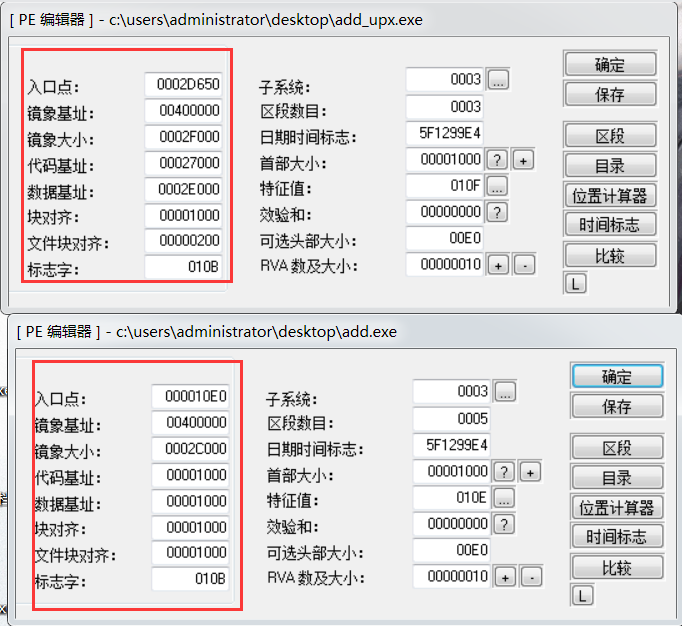 [ PE 编辑器 ] - c:\users\administrator\desktop\add_upx.exe
入口点: 0002D650 子系统: 0003 ... 确定
镜象基址: 00400000 区段数目: 0003 保存
镜象大小: 0002F000 日期时间标志: 5F1299E4
代码基址: 00027000 首部大小: 00001000 ? + 区段
数据基址: 0002E000 特征值: 010F ... 目录
块对齐: 00001000 效验和: 00000000 ? 位置计算器
文件块对齐: 00000200 可选头部大小: 00E0 时间标志
标志字: 010B RVA 数及大小: 00000010 + - 比较
L
[ PE 编辑器 ] - c:\users\administrator\desktop\add.exe
入口点: 000010E0 子系统: 0003 ... 确定
镜象基址: 00400000 区段数目: 0005 保存
镜象大小: 0002C000 日期时间标志: 5F1299E4
代码基址: 00001000 首部大小: 00001000 ? + 区段
数据基址: 00001000 特征值: 010E ... 目录
块对齐: 00001000 效验和: 00000000 ? 位置计算器
文件块对齐: 00001000 可选头部大小: 00E0 时间标志
标志字: 010B RVA 数及大小: 00000010 + - 比较
L